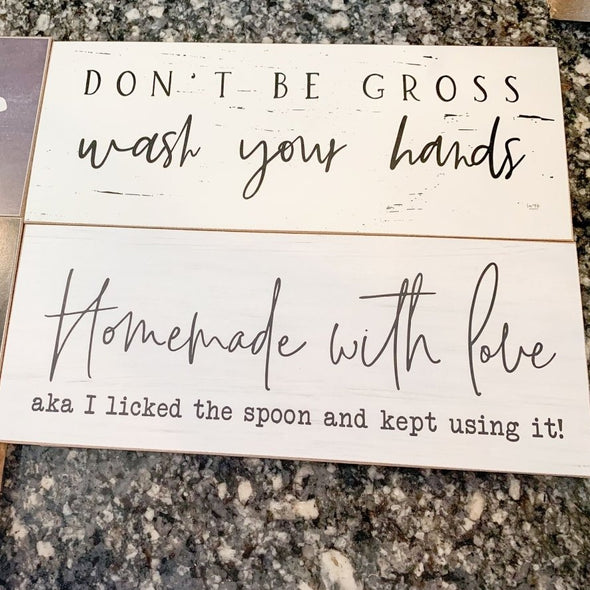 DON'T BE GROSS
wash your hands
Homemade with love
aka I licked the spoon and kept using it!